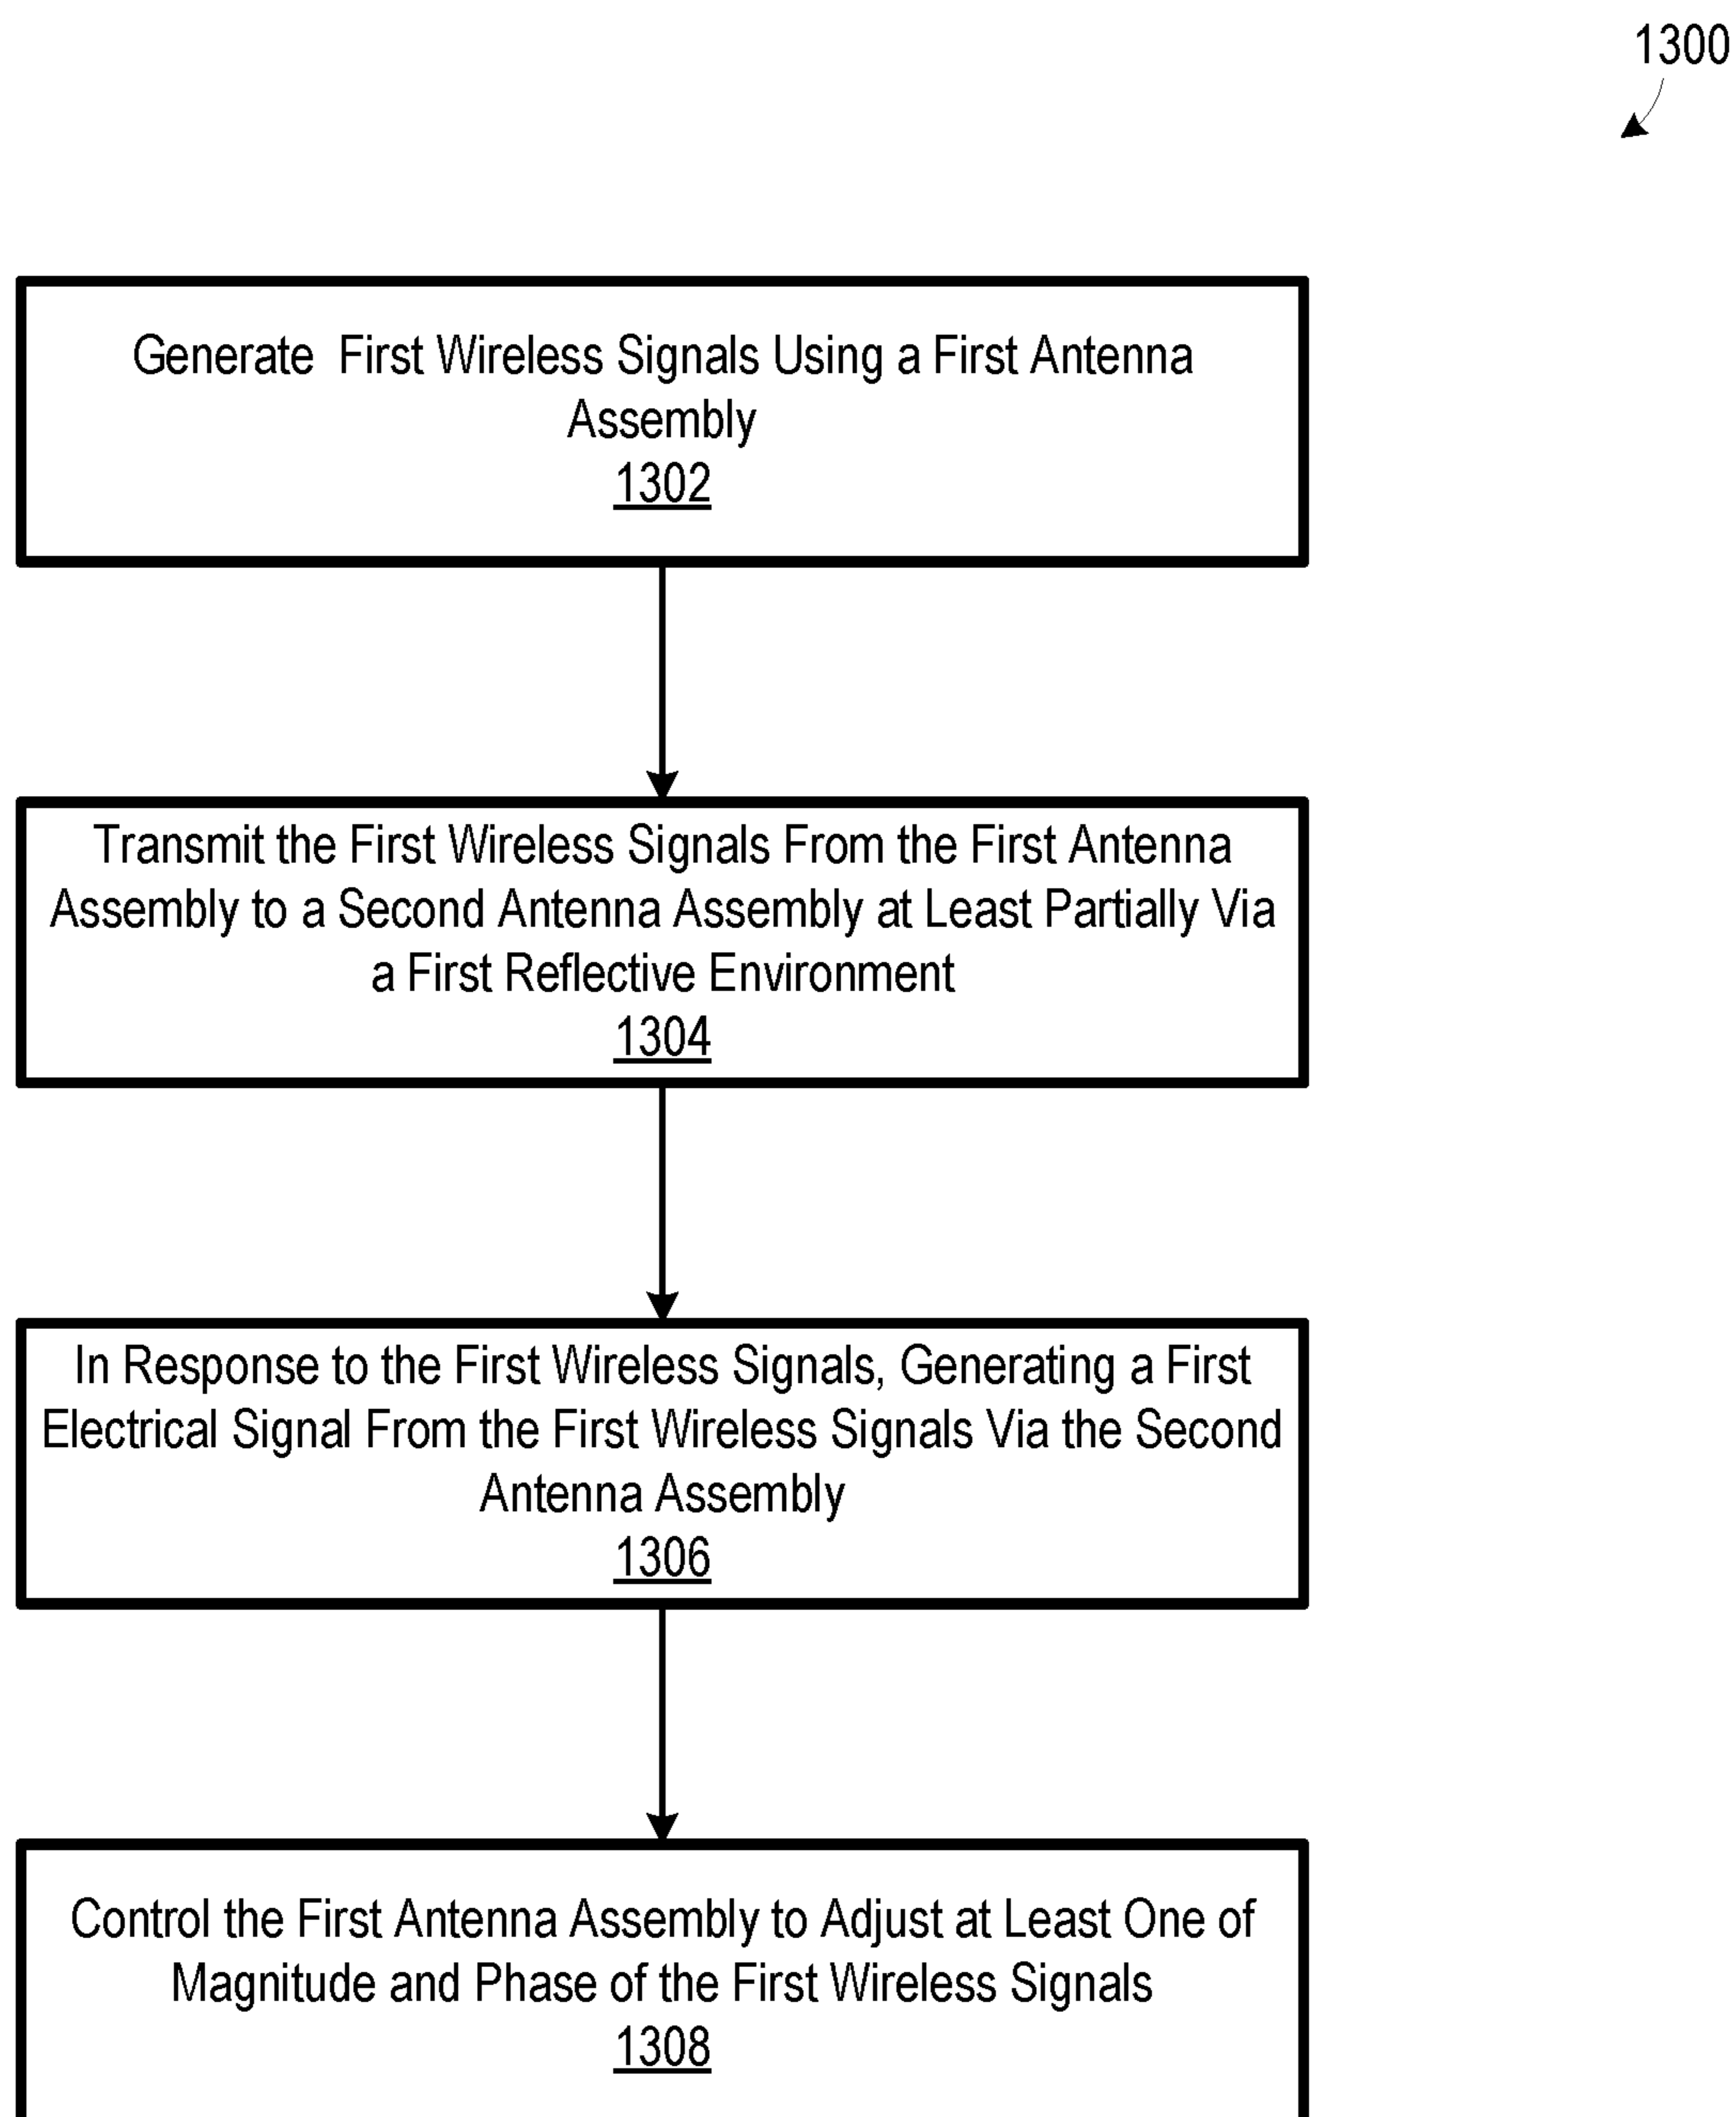 1300
Generate First Wireless Signals Using a First Antenna
Assembly
1302
Transmit the First Wireless Signals From the First Antenna
Assembly to a Second Antenna Assembly at Least Partially Via
a First Reflective Environment
1304
In Response to the First Wireless Signals, Generating a First
Electrical Signal From the First Wireless Signals Via the Second
Antenna Assembly
1306
Control the First Antenna Assembly to Adjust at Least One of
Magnitude and Phase of the First Wireless Signals
1308